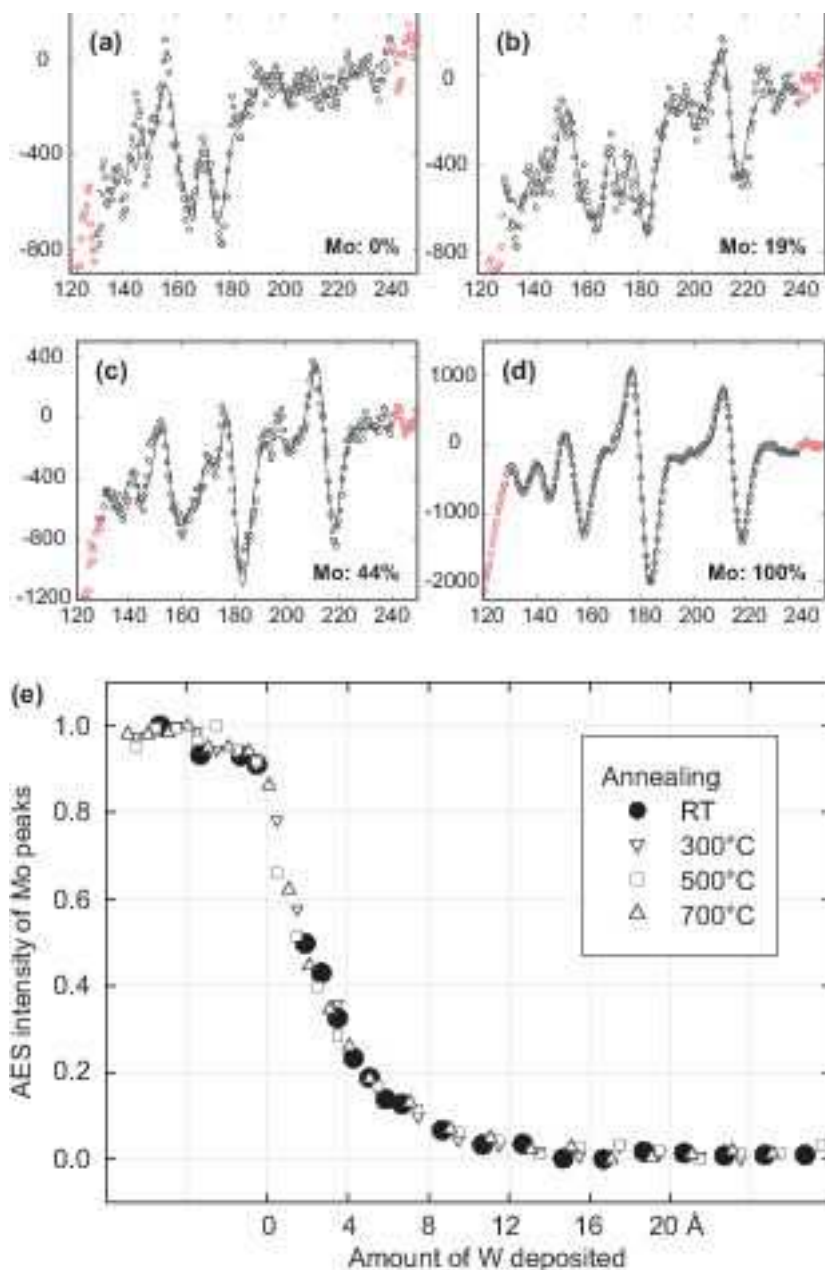 (a)
0
-400
-800
Mo: 0%
120 140 160 180 200 220 240
(b)
0
-400
-800
Mo: 19%
120 140 160 180 200 220 240
(c)
400
0
-400
-800
-1200
Mo: 44%
120 140 160 180 200 220 240
(d)
1000
0
-1000
-2000
Mo: 100%
120 140 160 180 200 220 240
(e)
AES intensity of Mo peaks
1.0
0.8
0.6
0.4
0.2
0.0
Annealing
RT
300°C
500°C
700°C
0 4 8 12 16 20 Å
Amount of W deposited